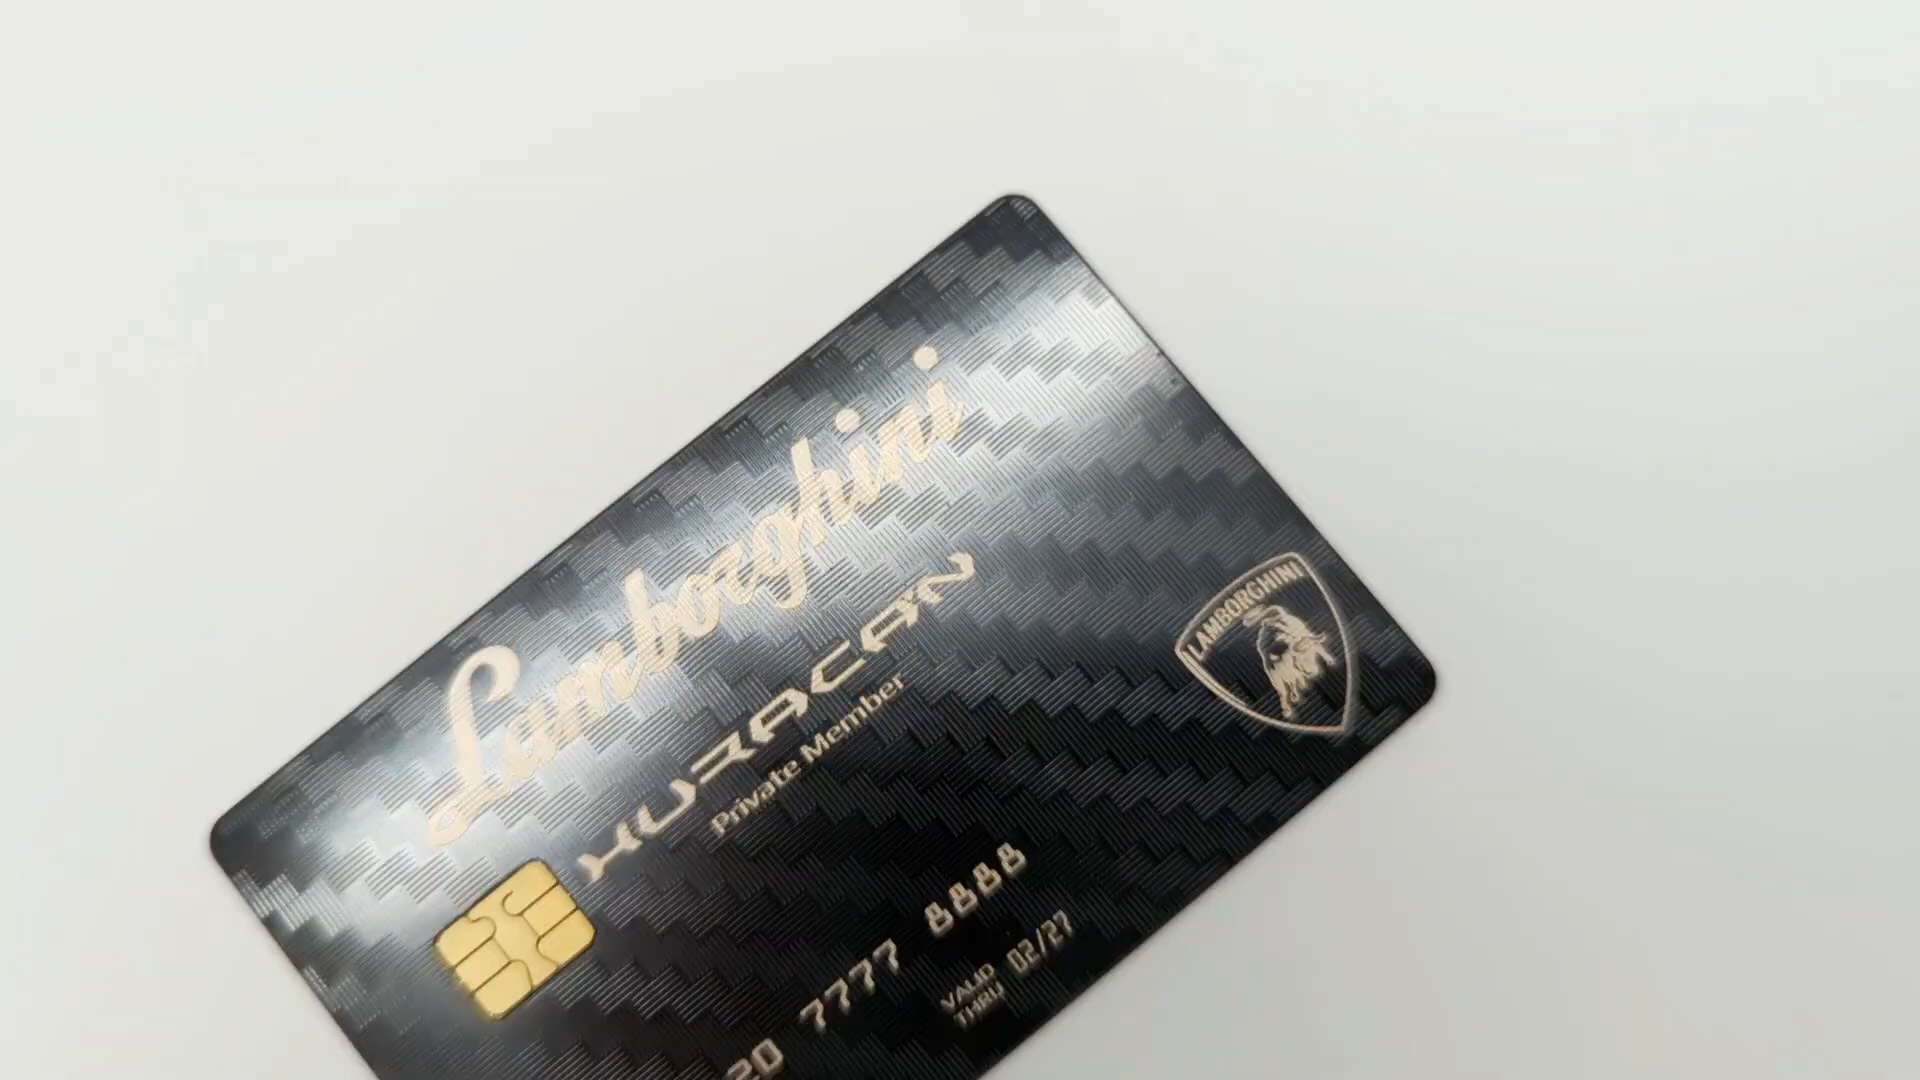 Lamborghini
HURACAN
Private Member
LAMBORGHINI
20 7777 8888
VALID
THRU 02/27